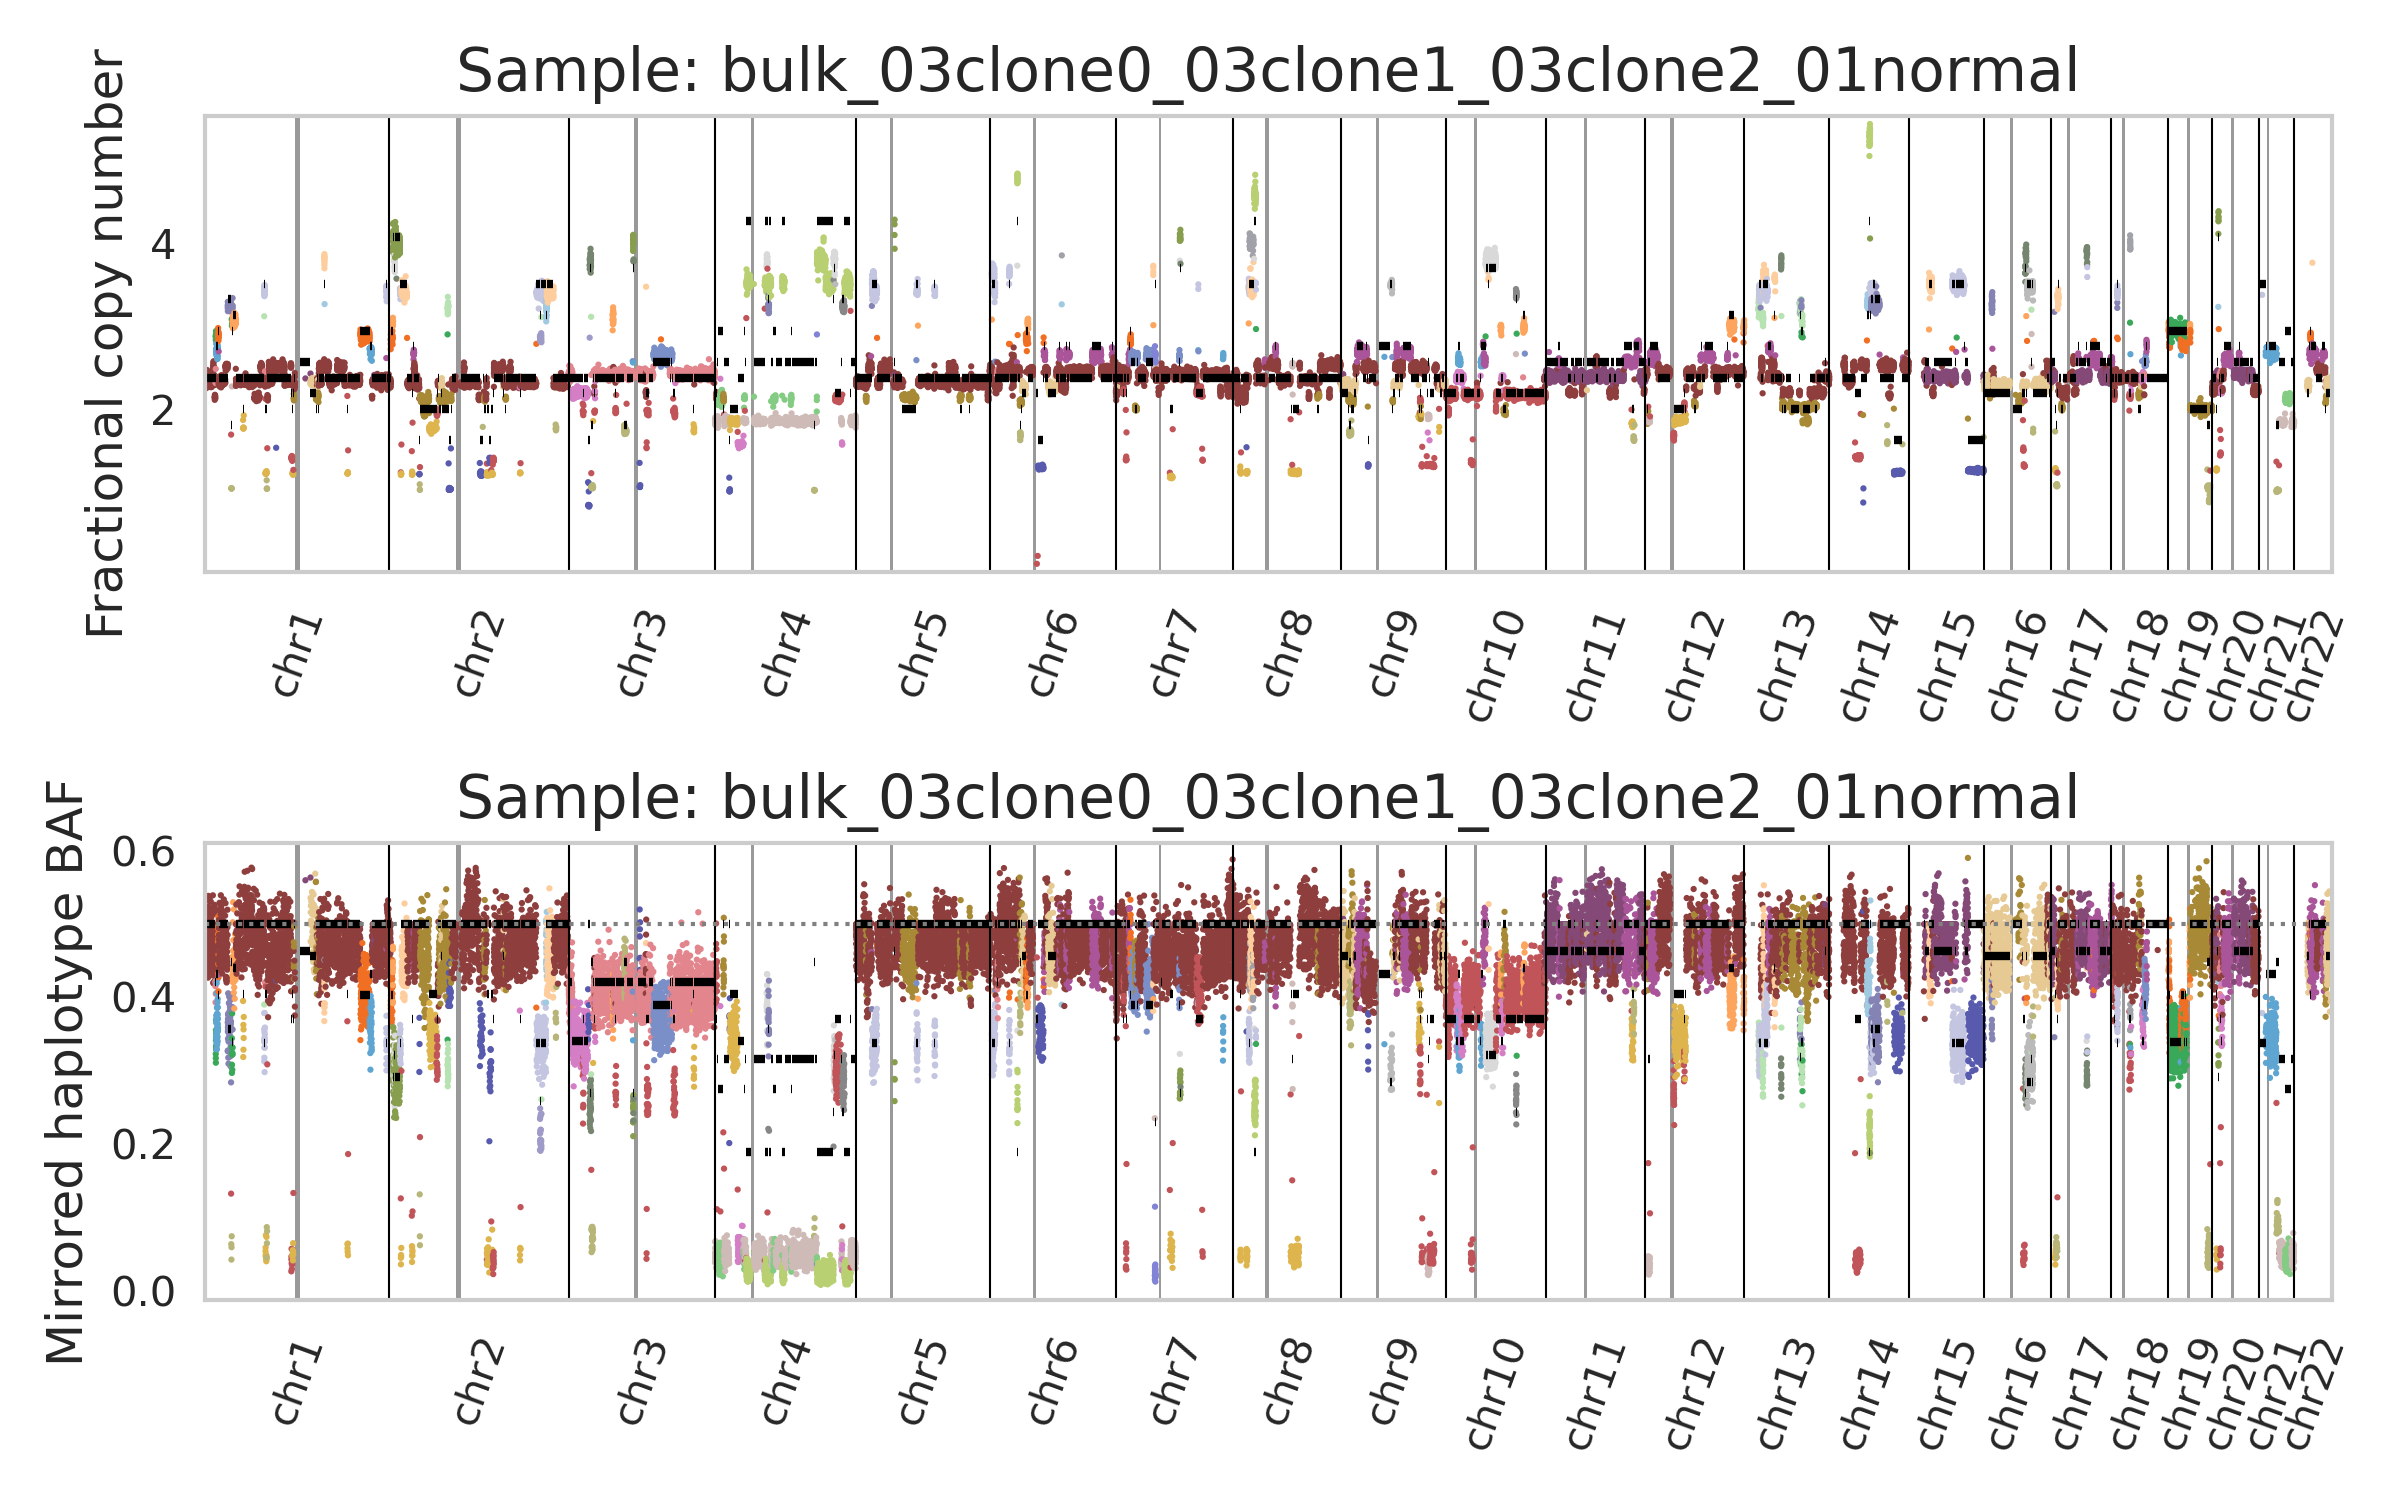 Sample: bulk_03clone0_03clone1_03clone2_01normal
Fractional copy number
4
2
chr1 chr2 chr3 chr4 chr5 chr6 chr7 chr8 chr9 chr10 chr11 chr12 chr13 chr14 chr15 chr16 chr17 chr18 chr19 chr20 chr21 chr22
Sample: bulk_03clone0_03clone1_03clone2_01normal
Mirrored haplotype BAF
0.6
0.4
0.2
0.0
chr1 chr2 chr3 chr4 chr5 chr6 chr7 chr8 chr9 chr10 chr11 chr12 chr13 chr14 chr15 chr16 chr17 chr18 chr19 chr20 chr21 chr22